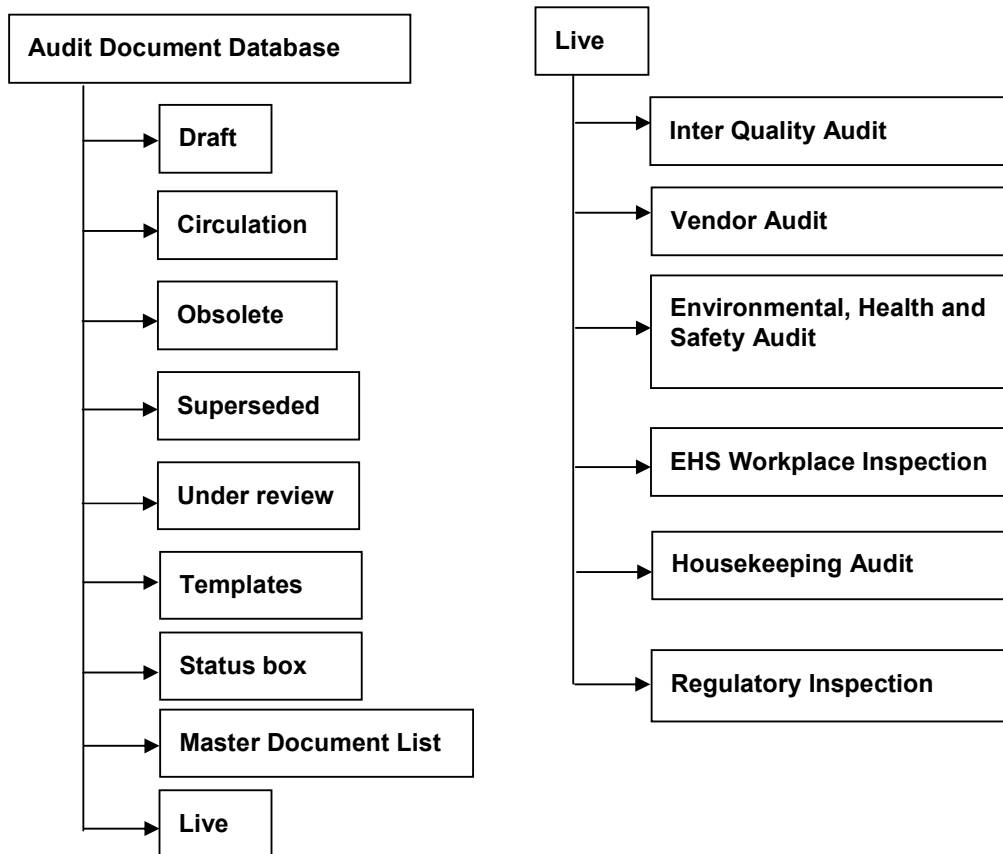 Audit Document Database
Draft
Circulation
Obsolete
Superseded
Under review
Templates
Status box
Master Document List
Live
Live
Inter Quality Audit
Vendor Audit
Environmental, Health and
Safety Audit
EHS Workplace Inspection
Housekeeping Audit
Regulatory Inspection